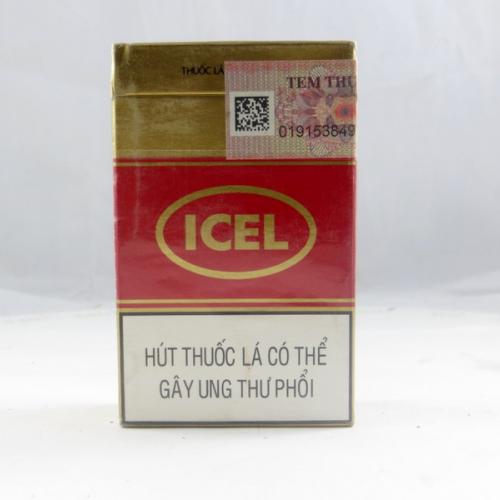 THUỐC LÁ
TEM THU
019153849
ICEL
HÚT THUỐC LÁ CÓ THỂ
GÂY UNG THƯ PHỔI